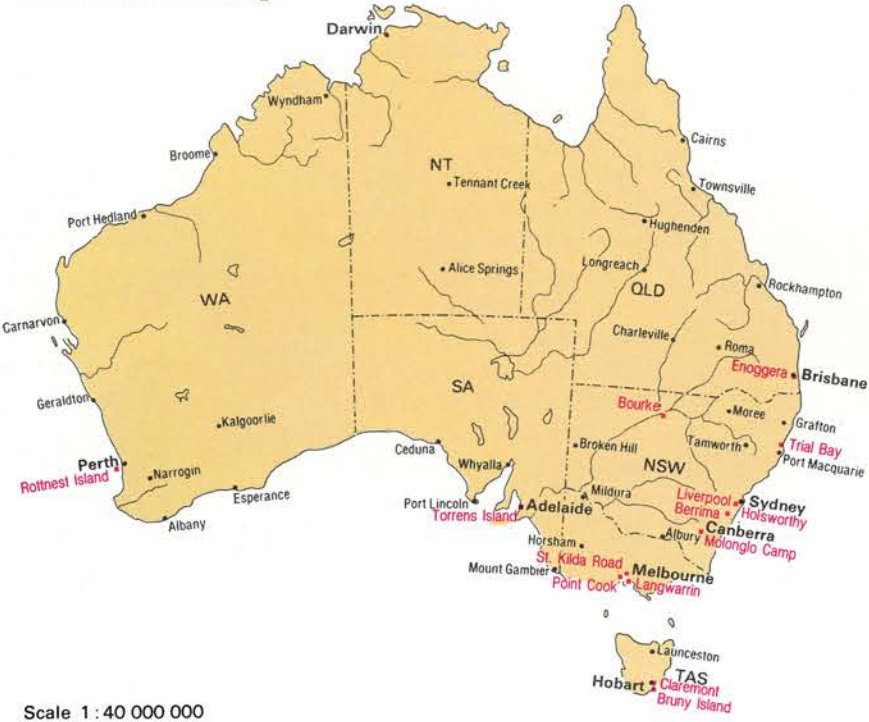 Darwin
Wyndham
Cairns
Broome
NT
Tennant Creek
Townsville
Port Hedland
Hughenden
Alice Springs
Longreach
QLD
Rockhampton
WA
Carnarvon
Charleville
Roma
Enoggera
Brisbane
SA
Geraldton
Bourke
Moree
Grafton
Kalgoorlie
Ceduna
Broken Hill
Tamworth
Trial Bay
Port Macquarie
Perth
Rottnest Island
Narrogin
Whyalla
NSW
Esperance
Mildura
Liverpool
Sydney
Port Lincoln
Adelaide
Berrima
Holsworthy
Torrens Island
Albany
Canberra
Horsham
Albury
Molonglo Camp
St. Kilda Road
Melbourne
Mount Gambier
Point Cook
Langwarrin
Launceston
TAS
Hobart
Claremont
Bruny Island
Scale 1:40 000 000